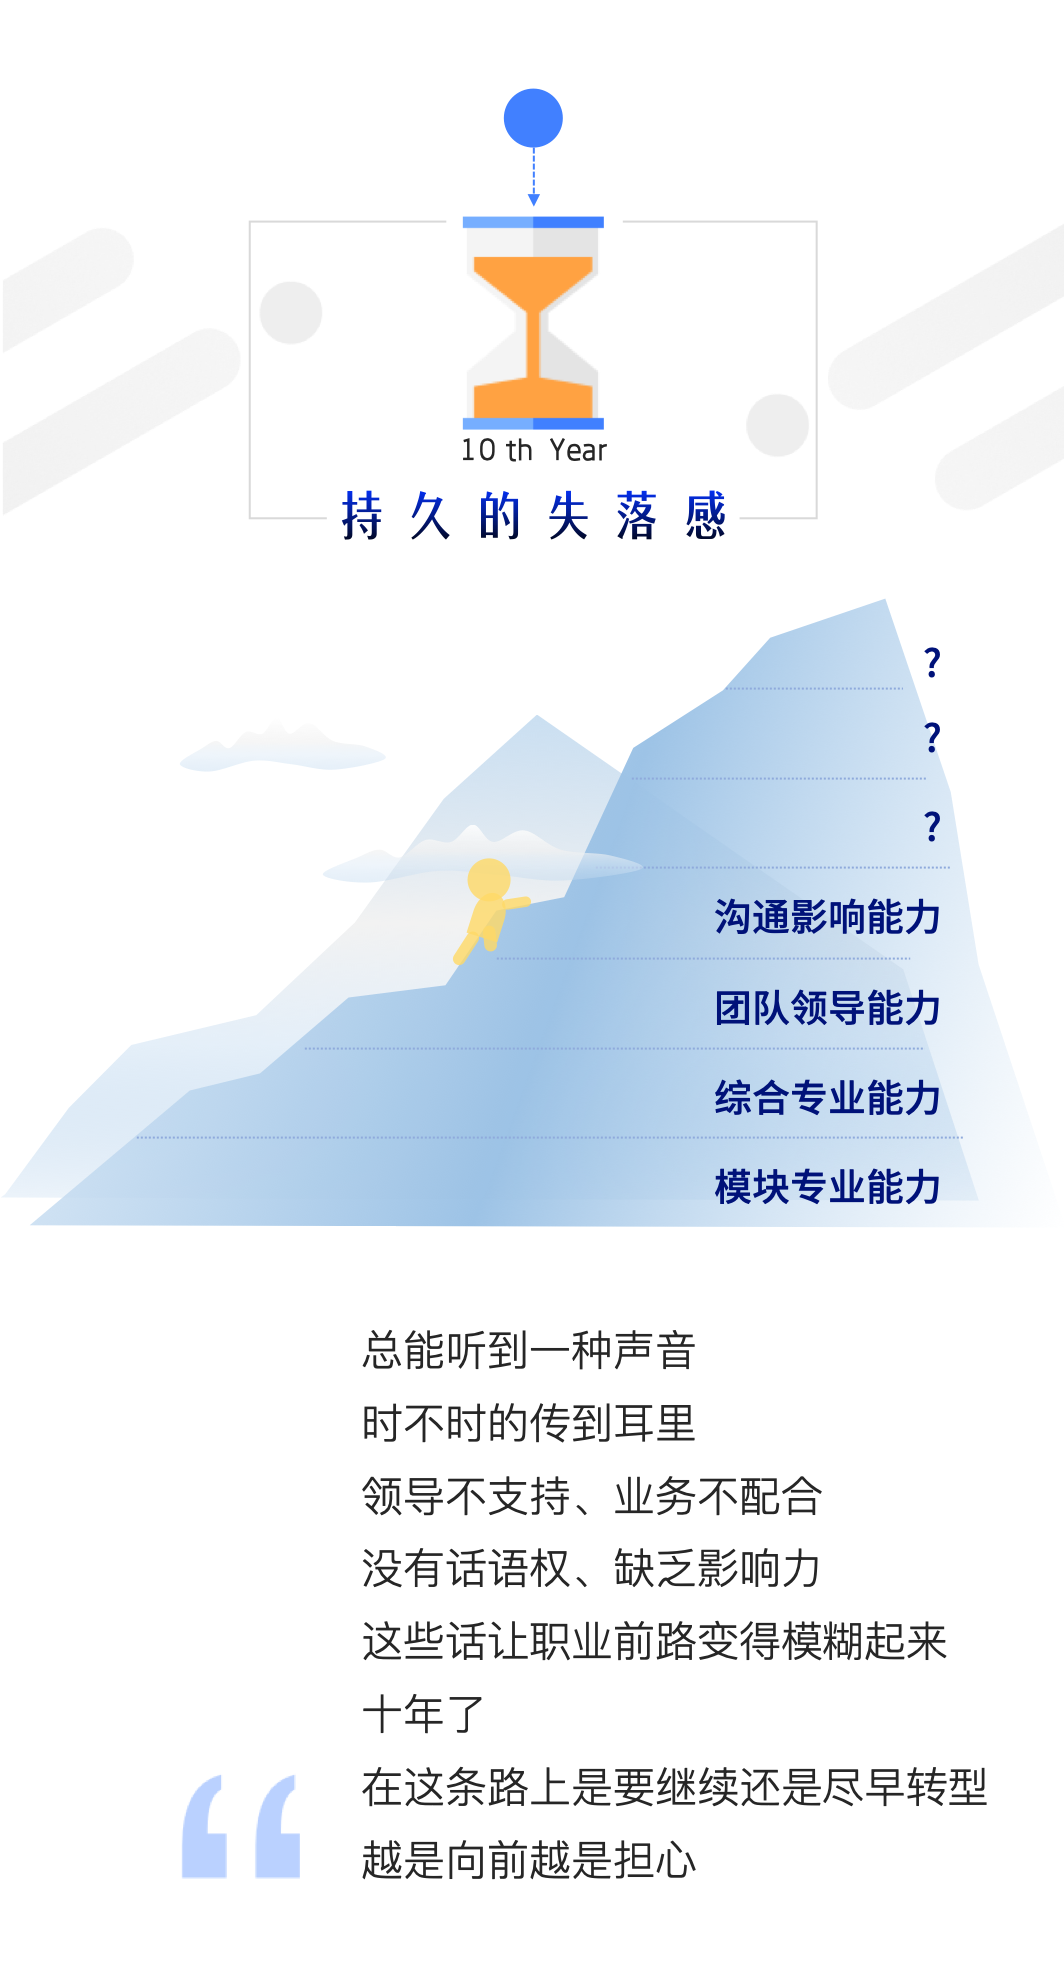 10 th Year
持久的失落感
?
?
?
沟通影响能力
团队领导能力
综合专业能力
模块专业能力
总能听到一种声音
时不时的传到耳里
领导不支持、业务不配合
没有话语权、缺乏影响力
这些话让职业前路变得模糊起来
十年了
在这条路上是要继续还是尽早转型
越是向前越是担心